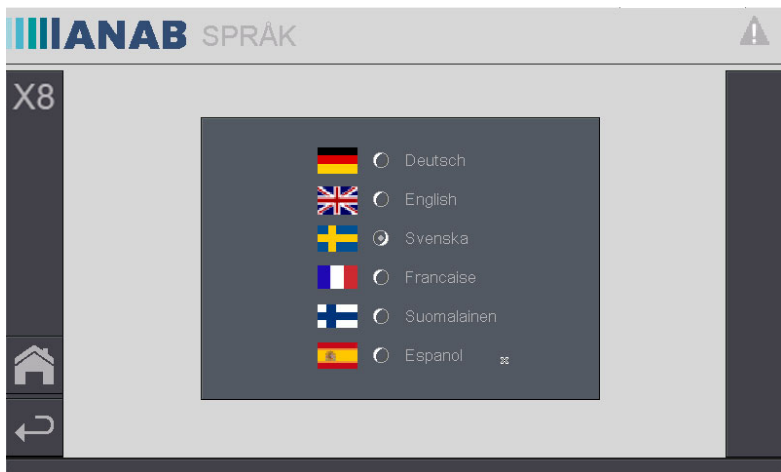 ANAB SPRÅK
X8
Deutsch
English
Svenska
Francaise
Suomalainen
Espanol